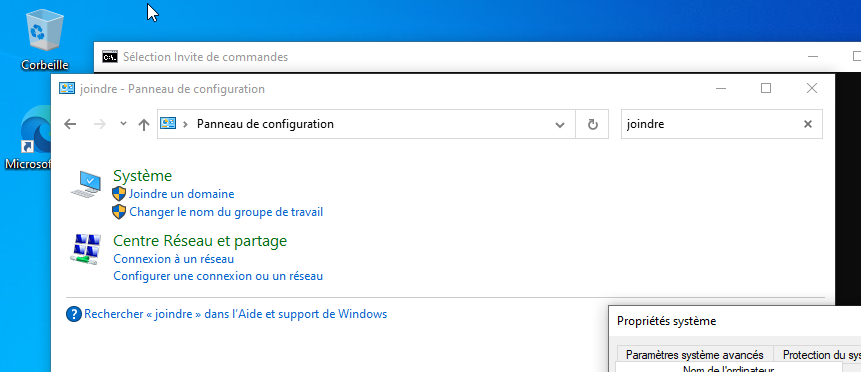 Corbeille
Sélection Invite de commandes
joindre - Panneau de configuration
Panneau de configuration
joindre
Microsof
Système
Joindre un domaine
Changer le nom du groupe de travail
Centre Réseau et partage
Connexion à un réseau
Configurer une connexion ou un réseau
Rechercher « joindre » dans l’Aide et support de Windows
Propriétés système
Paramètres système avancés
Protection du sy
Nom de l'ordinateur